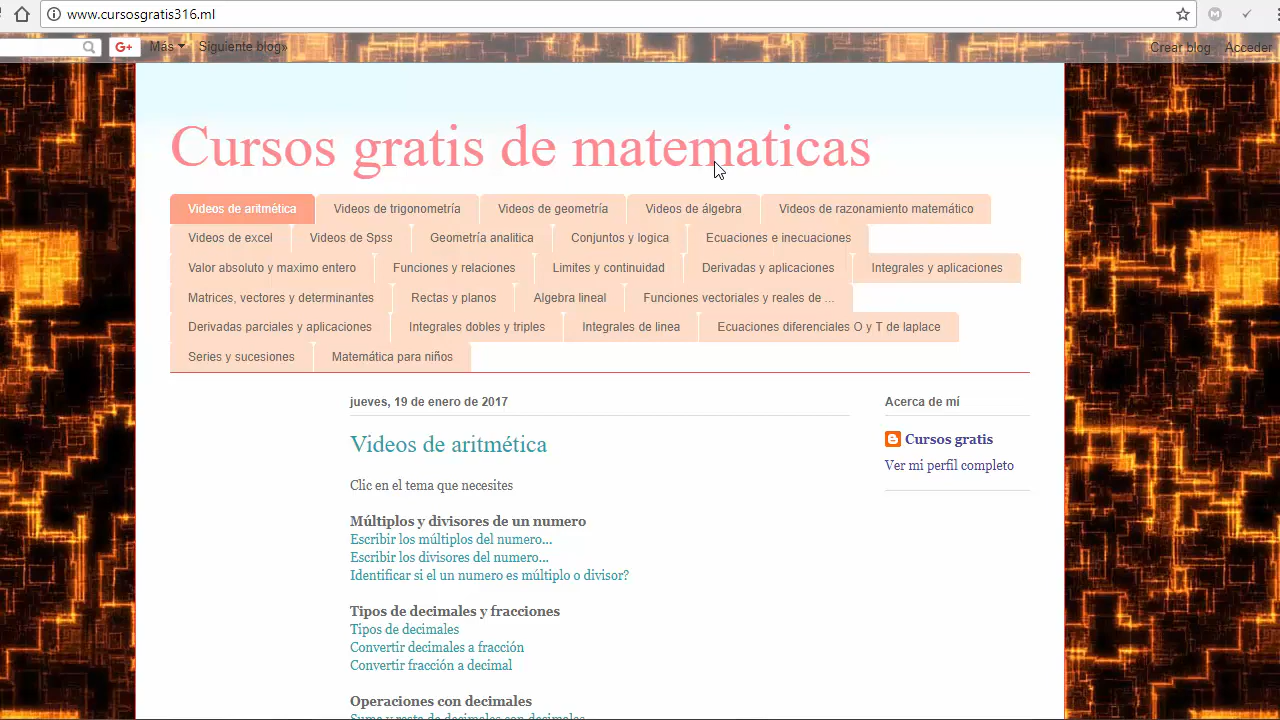 www.cursosgratis316.ml
G+ Más Siguiente blog» Crear blog Acceder
Cursos gratis de matematicas
Videos de aritmética Videos de trigonometría Videos de geometría Videos de álgebra Videos de razonamiento matemático
Videos de excel Videos de Spss Geometría analitica Conjuntos y logica Ecuaciones e inecuaciones
Valor absoluto y maximo entero Funciones y relaciones Limites y continuidad Derivadas y aplicaciones Integrales y aplicaciones
Matrices, vectores y determinantes Rectas y planos Algebra lineal Funciones vectoriales y reales de ...
Derivadas parciales y aplicaciones Integrales dobles y triples Integrales de linea Ecuaciones diferenciales O y T de laplace
Series y sucesiones Matemática para niños
jueves, 19 de enero de 2017
Videos de aritmética
Clic en el tema que necesites
Múltiplos y divisores de un numero
Escribir los múltiplos del numero...
Escribir los divisores del numero...
Identificar si el un numero es múltiplo o divisor?
Tipos de decimales y fracciones
Tipos de decimales
Convertir decimales a fracción
Convertir fracción a decimal
Operaciones con decimales
Suma y resta de decimales con decimales
Acerca de mí
Cursos gratis
Ver mi perfil completo